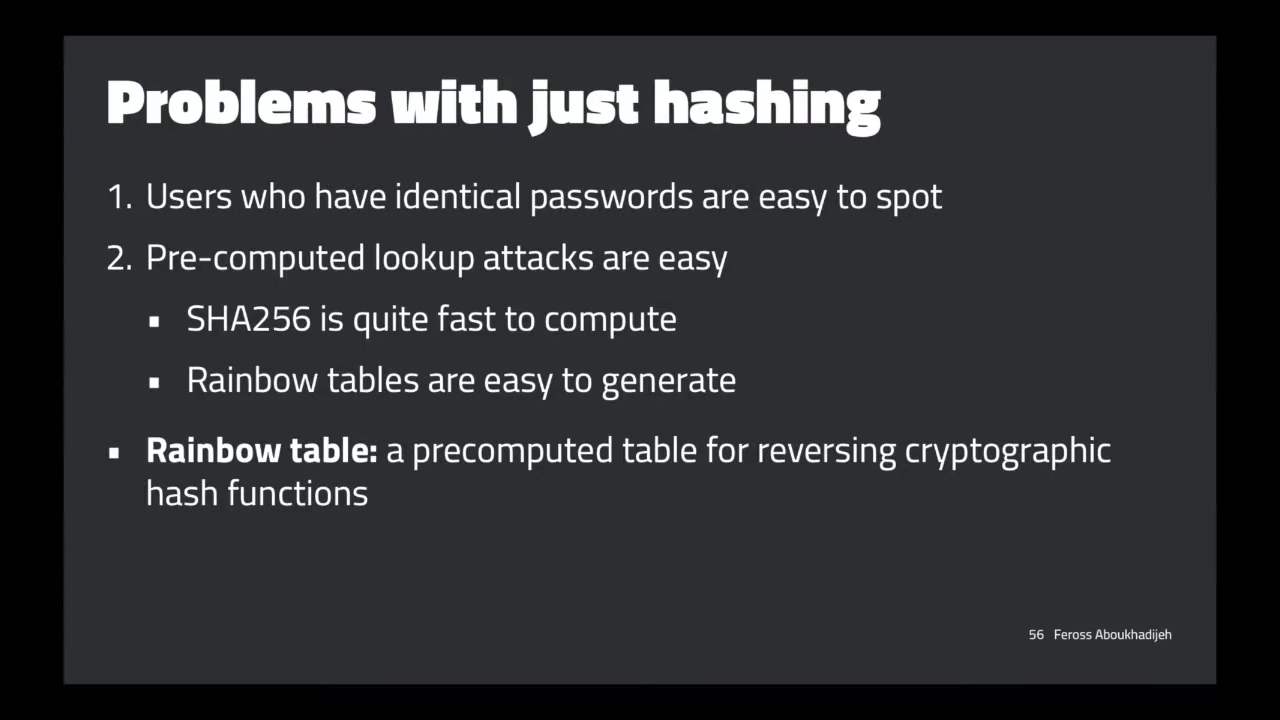 Problems with just hashing
1. Users who have identical passwords are easy to spot
2. Pre-computed lookup attacks are easy
▪ SHA256 is quite fast to compute
▪ Rainbow tables are easy to generate
▪ Rainbow table: a precomputed table for reversing cryptographic
hash functions
56 Feross Aboukhadijeh